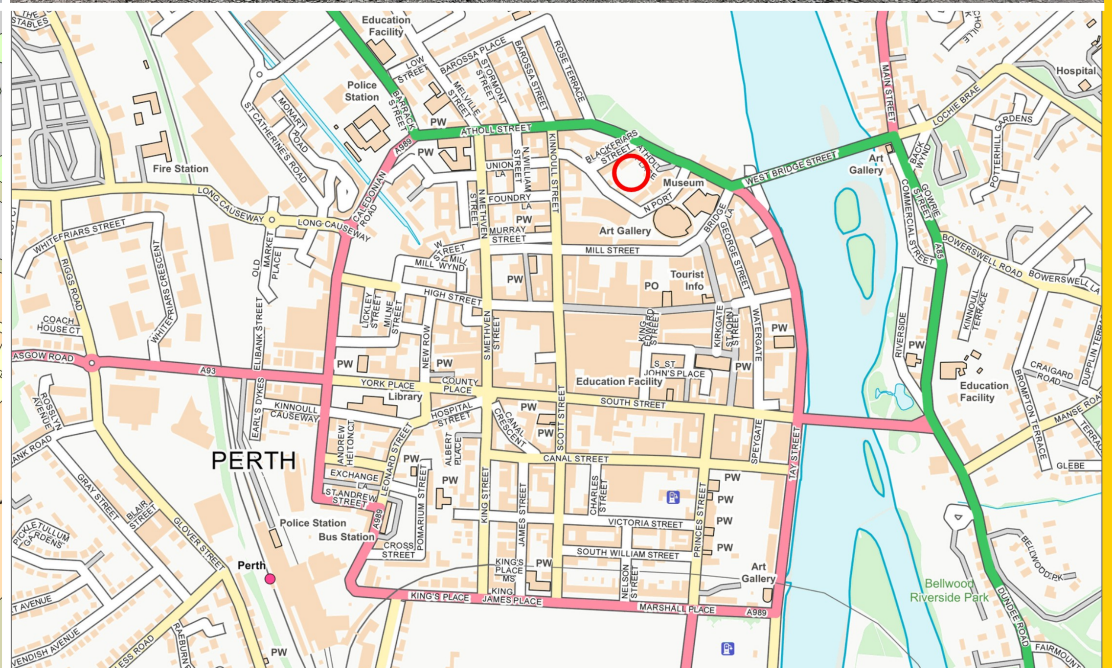 STABLES
Education
Facility
LOW
STREET
BAROSSA PLACE
STORMONT
STREET
BAROSSA STREET
ROSE TERRACE
MELVILLE
STREET
BARRACK
STREET
Police
Station
PW
MONART
ROAD
ST CATHERINE'S ROAD
ATHOLL STREET
A989
PW
UNION
LA
N WILLIAM
STREET
KINNOULL STREET
BLACKFRIARS
STREET
ATHOLL
MAIN STREET
Hospital
LOCHIE BRAE
BACK
WYND
POTTERHILL GARDENS
WEST BRIDGE STREET
Art
Gallery
Museum
Fire Station
LONG CAUSEWAY
LONG CAUSEWAY
CALEDONIAN
ROAD
N METHVEN
STREET
FOUNDRY
LA
PW
MURRAY
STREET
N PORT
Art Gallery
MILL STREET
BRIDGE
LA
GEORGE STREET
COMMERCIAL STREET
GOWRIE
STREET
A85
BOWERSWELL ROAD
BOWERSWELL LA
WHITEFRIARS STREET
RIGGS ROAD
WHITEFRIARS CRESCENT
OLD
MARKET
PLACE
W MILL
STREET
MILL WYND
PW
Tourist
Info
PO
HIGH STREET
LICKLEY
STREET
MILNE
STREET
NEW ROW
S METHVEN
STREET
KING
EDWARD
STREET
KIRKGATE
ST JOHN
STREET
WATERGATE
PW
RIVERSIDE
KINNOULL
TERRACE
COACH
HOUSE CT
ELIBANK STREET
A93
PW
PW
YORK PLACE
COUNTY
PLACE
Library
S ST
JOHN'S PLACE
PW
Education Facility
SOUTH STREET
PW
Education
Facility
CRAIGARD
ROAD
DUPPLIN TERR
BROMPTON TERRACE
MANSE ROAD
ROSSLYN
AVENUE
EARL'S DYKES
KINNOULL
CAUSEWAY
HOSPITAL
STREET
CANAL
CRESCENT
PW
PW
SCOTT STREET
SPEYGATE
TAY STREET
GLEBE
PERTH
ANDREW
HEITON CT
LEONARD STREET
ALBERT
PLACE
CANAL STREET
PW
EXCHANGE
LA
ST ANDREW
STREET
A989
POMARIUM STREET
PW
KING STREET
JAMES STREET
CHARLES
STREET
VICTORIA STREET
PRINCES STREET
PW
PW
GRAY STREET
BLAIR
STREET
GLOVER STREET
Police Station
Bus Station
CROSS
STREET
SOUTH WILLIAM STREET
PW
KING'S
PLACE
MS
PW
NELSON
STREET
Art
Gallery
Perth
KING'S PLACE
KING
JAMES PLACE
MARSHALL PLACE
A989
Bellwood
Riverside Park
BELLWOOD PK
DUNDEE ROAD
FAIRMOUNT
PW